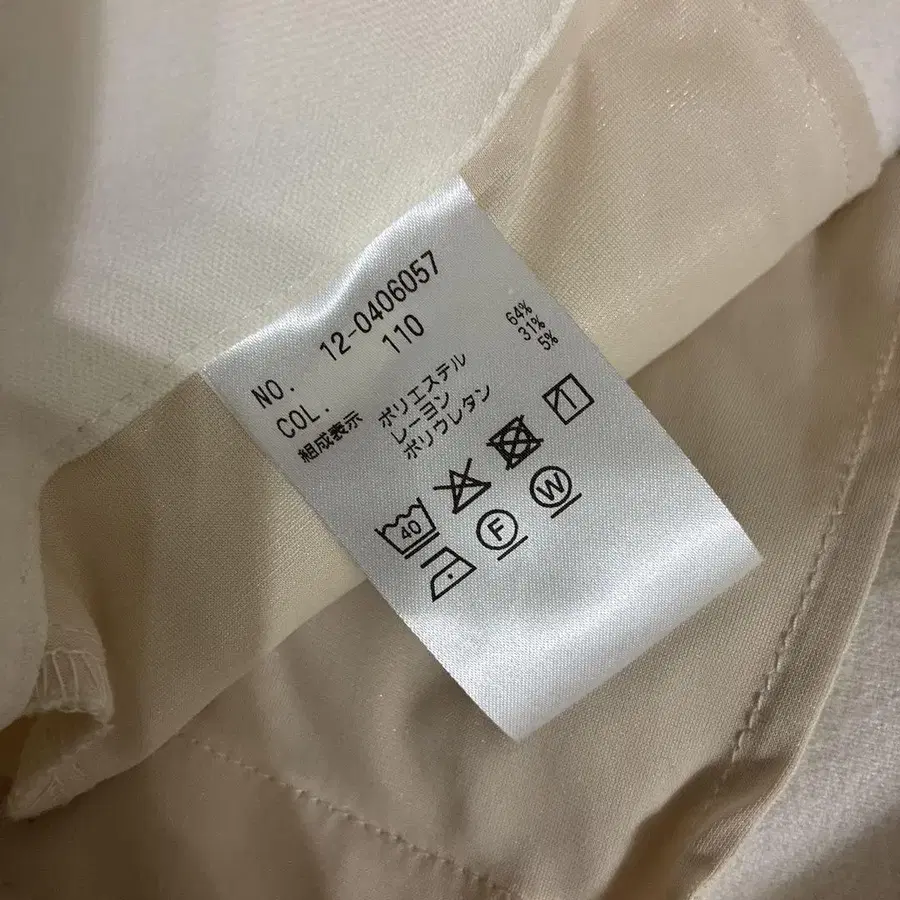 NO. 12-0406057
COL. 110
組成表示 ポリエステル 64%
レーヨン 31%
ポリウレタン 5%
40 F W